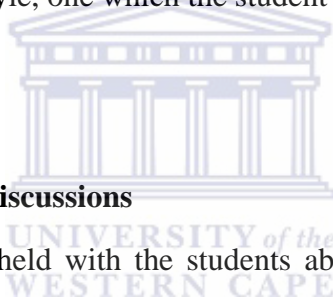 yle, one which the student
iscussions
UNIVERSITY of the
held with the students ab
WESTERN CAPE